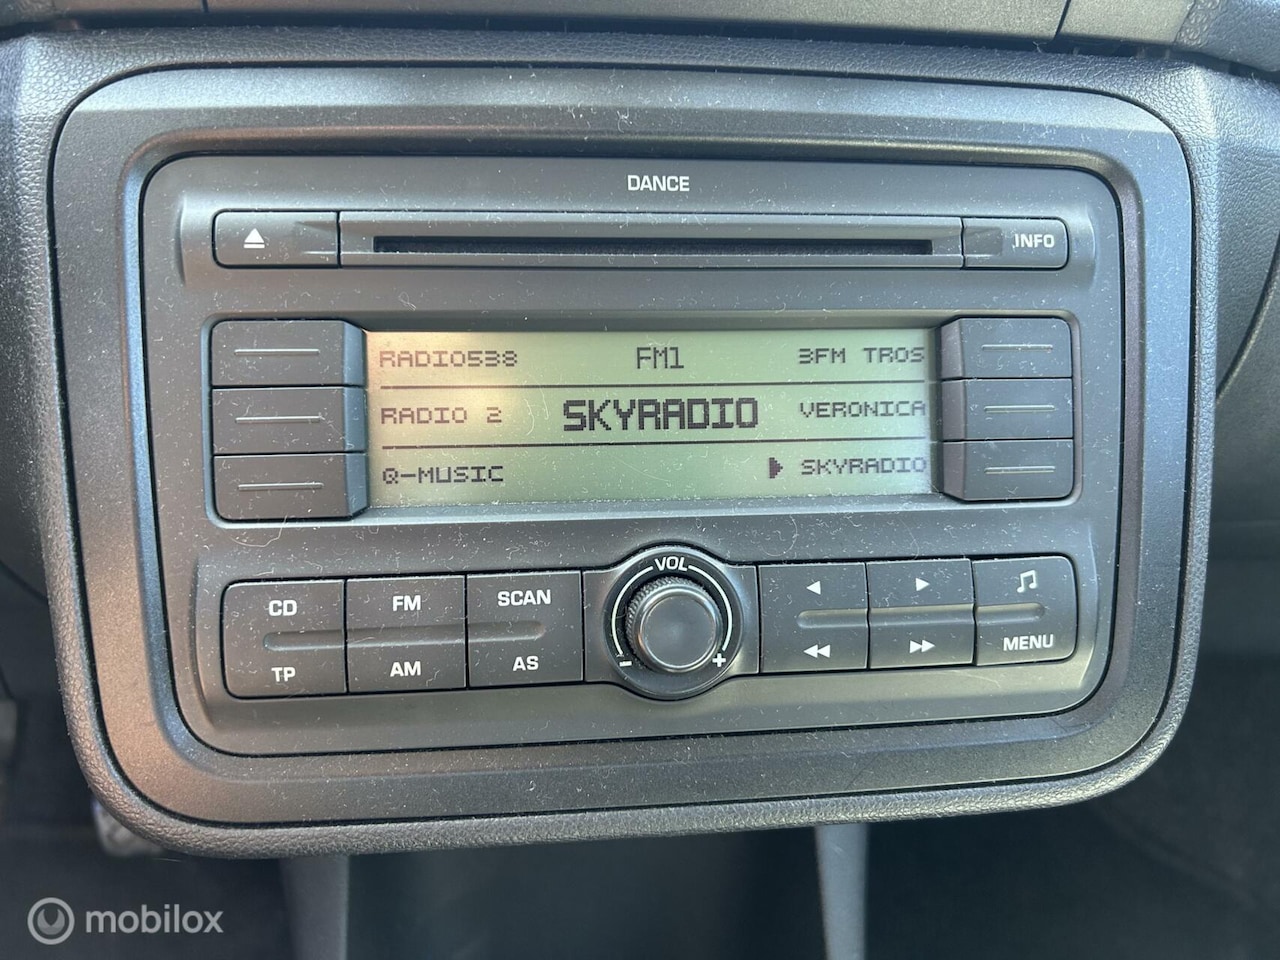 DANCE
INFO
RADIO538 FM1 3FM TROS
RADIO 2 SKYRADIO VERONICA
Q-MUSIC SKYRADIO
VOL
CD FM SCAN
- +
TP AM AS MENU
mobilox